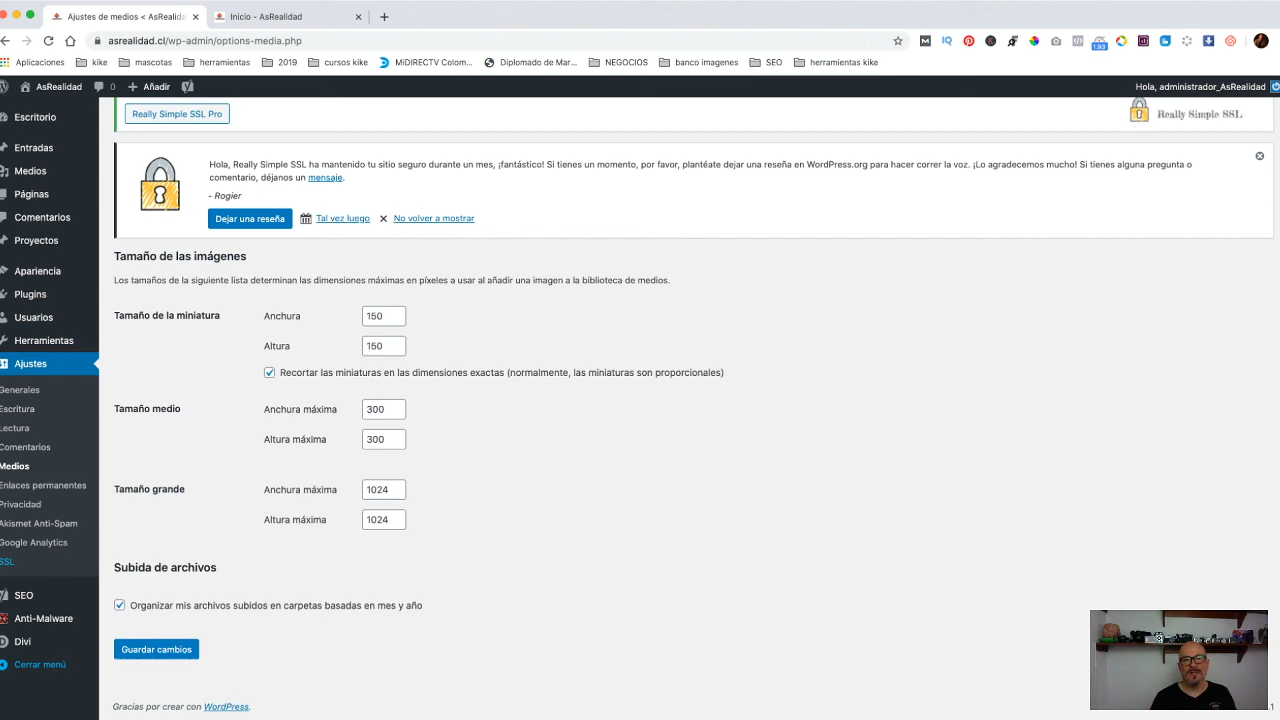 Ajustes de medios < AsRealida
Inicio - AsRealidad
asrealidad.cl/wp-admin/options-media.php
1.93
Aplicaciones kike mascotas herramientas 2019 cursos kike MiDIRECTV Colom... Diplomado de Mar... NEGOCIOS banco imagenes SEO herramientas kike
AsRealidad 0 Añadir Hola, administrador_AsRealidad
Escritorio
Entradas
Medios
Páginas
Comentarios
Proyectos
Apariencia
Plugins
Usuarios
Herramientas
Ajustes
Generales
Escritura
Lectura
Comentarios
Medios
Enlaces permanentes
Privacidad
Akismet Anti-Spam
Google Analytics
SSL
SEO
Anti-Malware
Divi
Cerrar menú
Really Simple SSL Pro
Really Simple SSL
Hola, Really Simple SSL ha mantenido tu sitio seguro durante un mes, ¡fantástico! Si tienes un momento, por favor, plantéate dejar una reseña en WordPress.org para hacer correr la voz. ¡Lo agradecemos mucho! Si tienes alguna pregunta o
comentario, déjanos un mensaje.
- Rogier
Dejar una reseña Tal vez luego No volver a mostrar
Tamaño de las imágenes
Los tamaños de la siguiente lista determinan las dimensiones máximas en píxeles a usar al añadir una imagen a la biblioteca de medios.
Tamaño de la miniatura Anchura 150
Altura 150
Recortar las miniaturas en las dimensiones exactas (normalmente, las miniaturas son proporcionales)
Tamaño medio Anchura máxima 300
Altura máxima 300
Tamaño grande Anchura máxima 1024
Altura máxima 1024
Subida de archivos
Organizar mis archivos subidos en carpetas basadas en mes y año
Guardar cambios
Gracias por crear con WordPress.